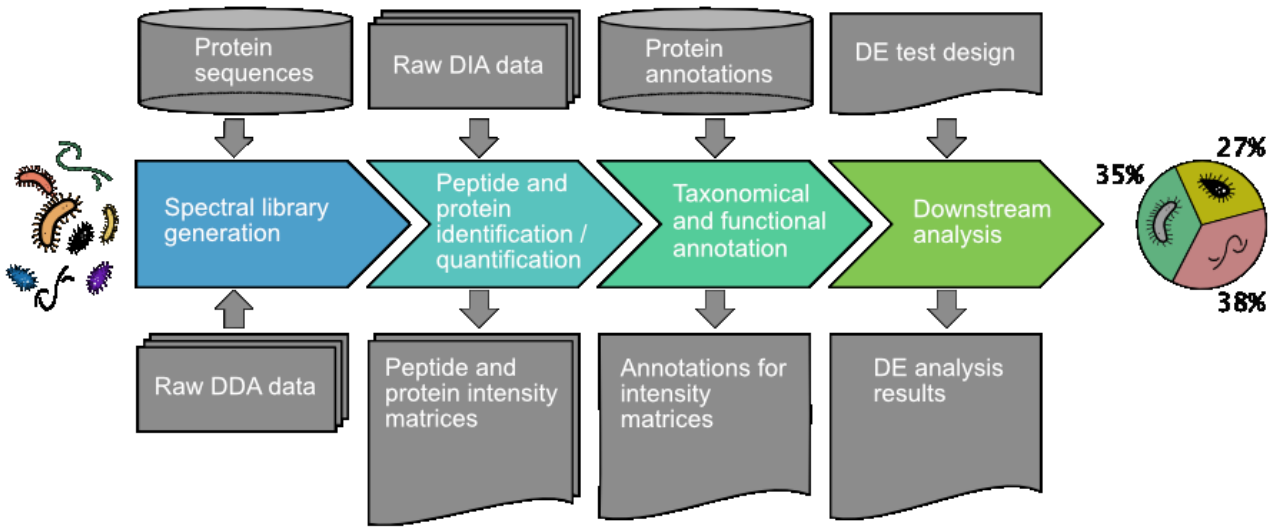 Protein
sequences
Raw DIA data
Protein
annotations
DE test design
Spectral library
generation
Peptide and
protein
identification /
quantification
Taxonomical
and functional
annotation
Downstream
analysis
35%
27%
38%
Raw DDA data
Peptide and
protein intensity
matrices
Annotations for
intensity
matrices
DE analysis
results